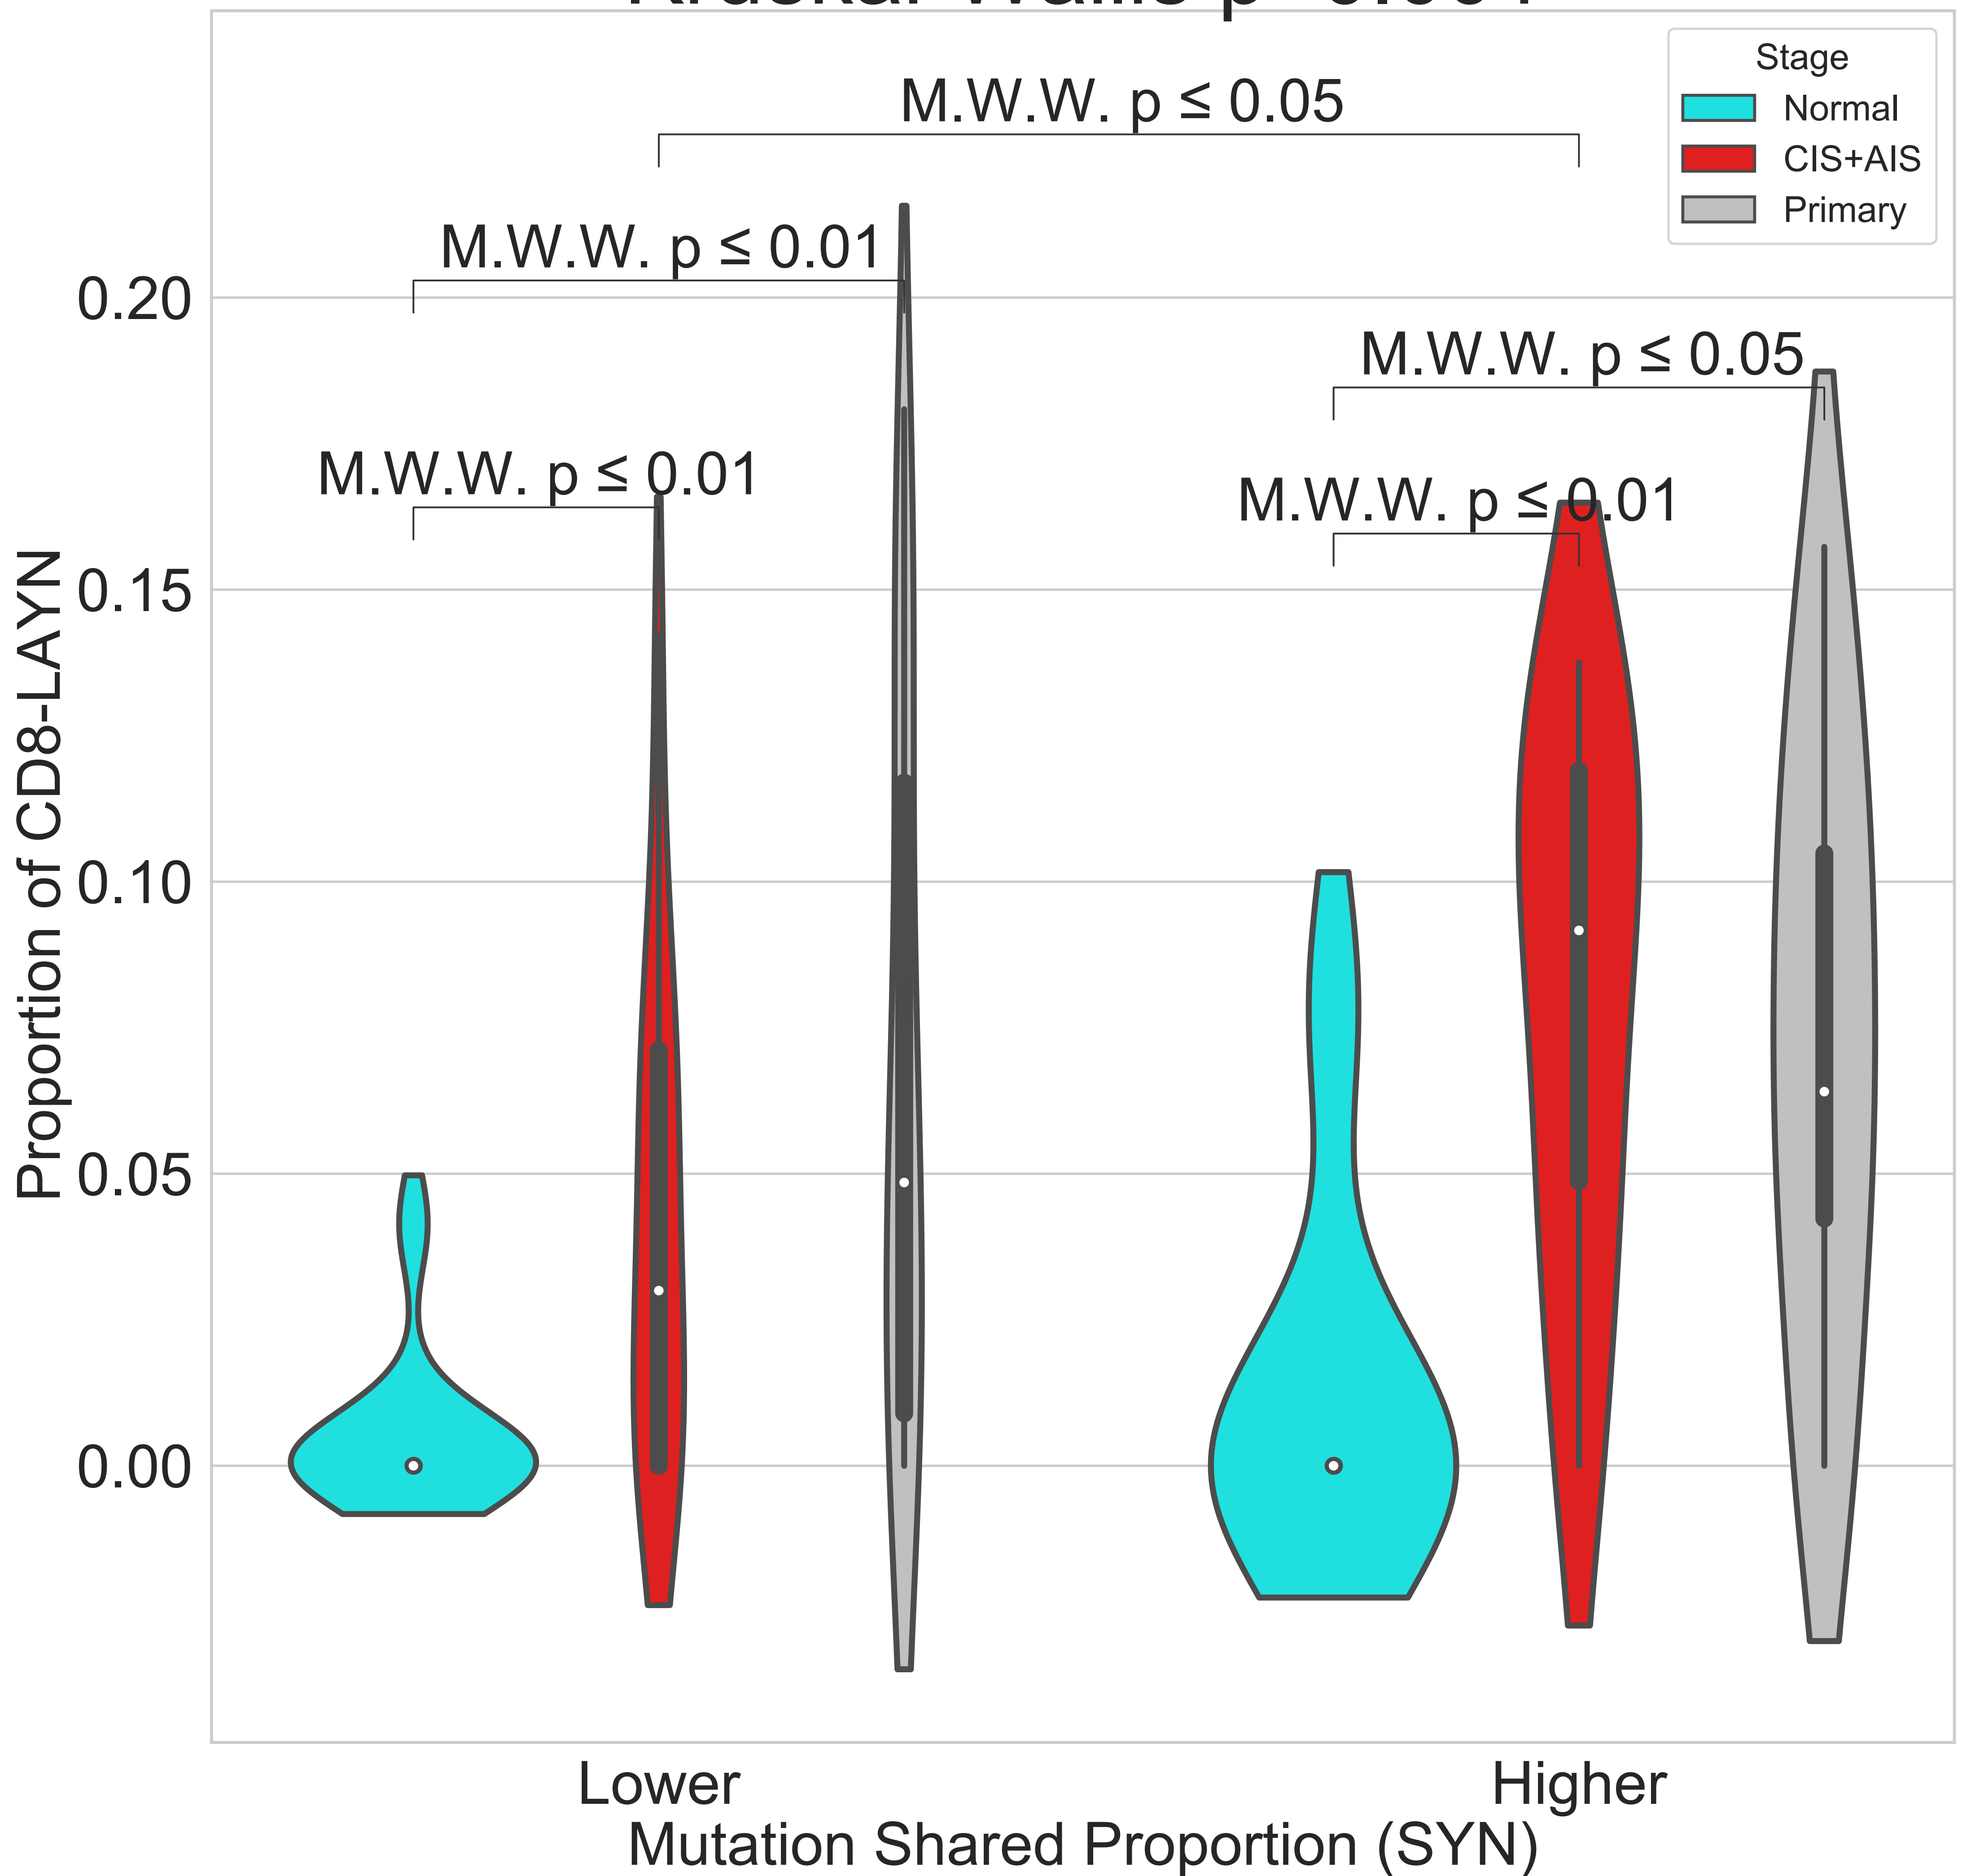 M.W.W. p ≤ 0.05
Stage
Normal
CIS+AIS
Primary
M.W.W. p ≤ 0.01
M.W.W. p ≤ 0.05
M.W.W. p ≤ 0.01
M.W.W. p ≤ 0.01
0.20
0.15
0.10
0.05
0.00
Proportion of CD8-LAYN
Lower
Higher
Mutation Shared Proportion (SYN)